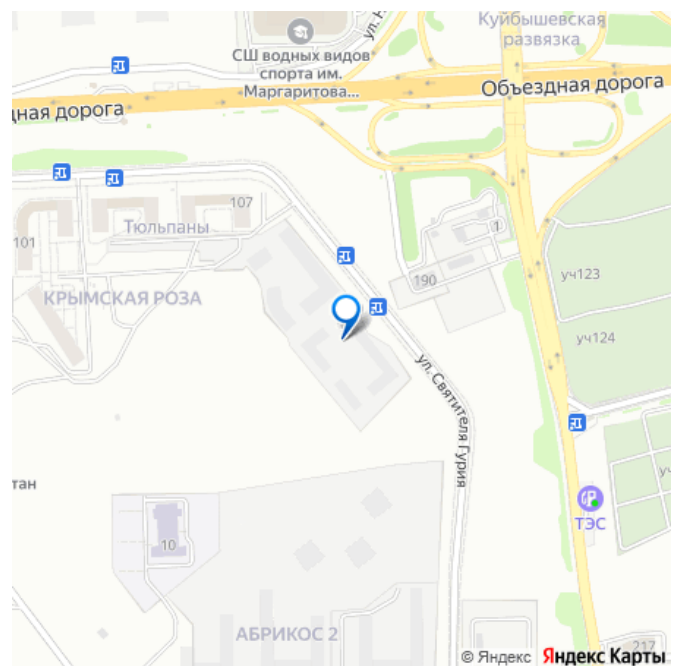 Куйбышевская
развязка
СШ водных видов
спорта им.
Маргаритова...
ул. Н
Объездная дорога
дная дорога
107
Тюльпаны
101
1
190
уч123
КРЫМСКАЯ РОЗА
уч124
ул. Святителя Гурия
тан
ТЭС
10
АБРИКОС 2
217
© Яндекс Яндекс Карты